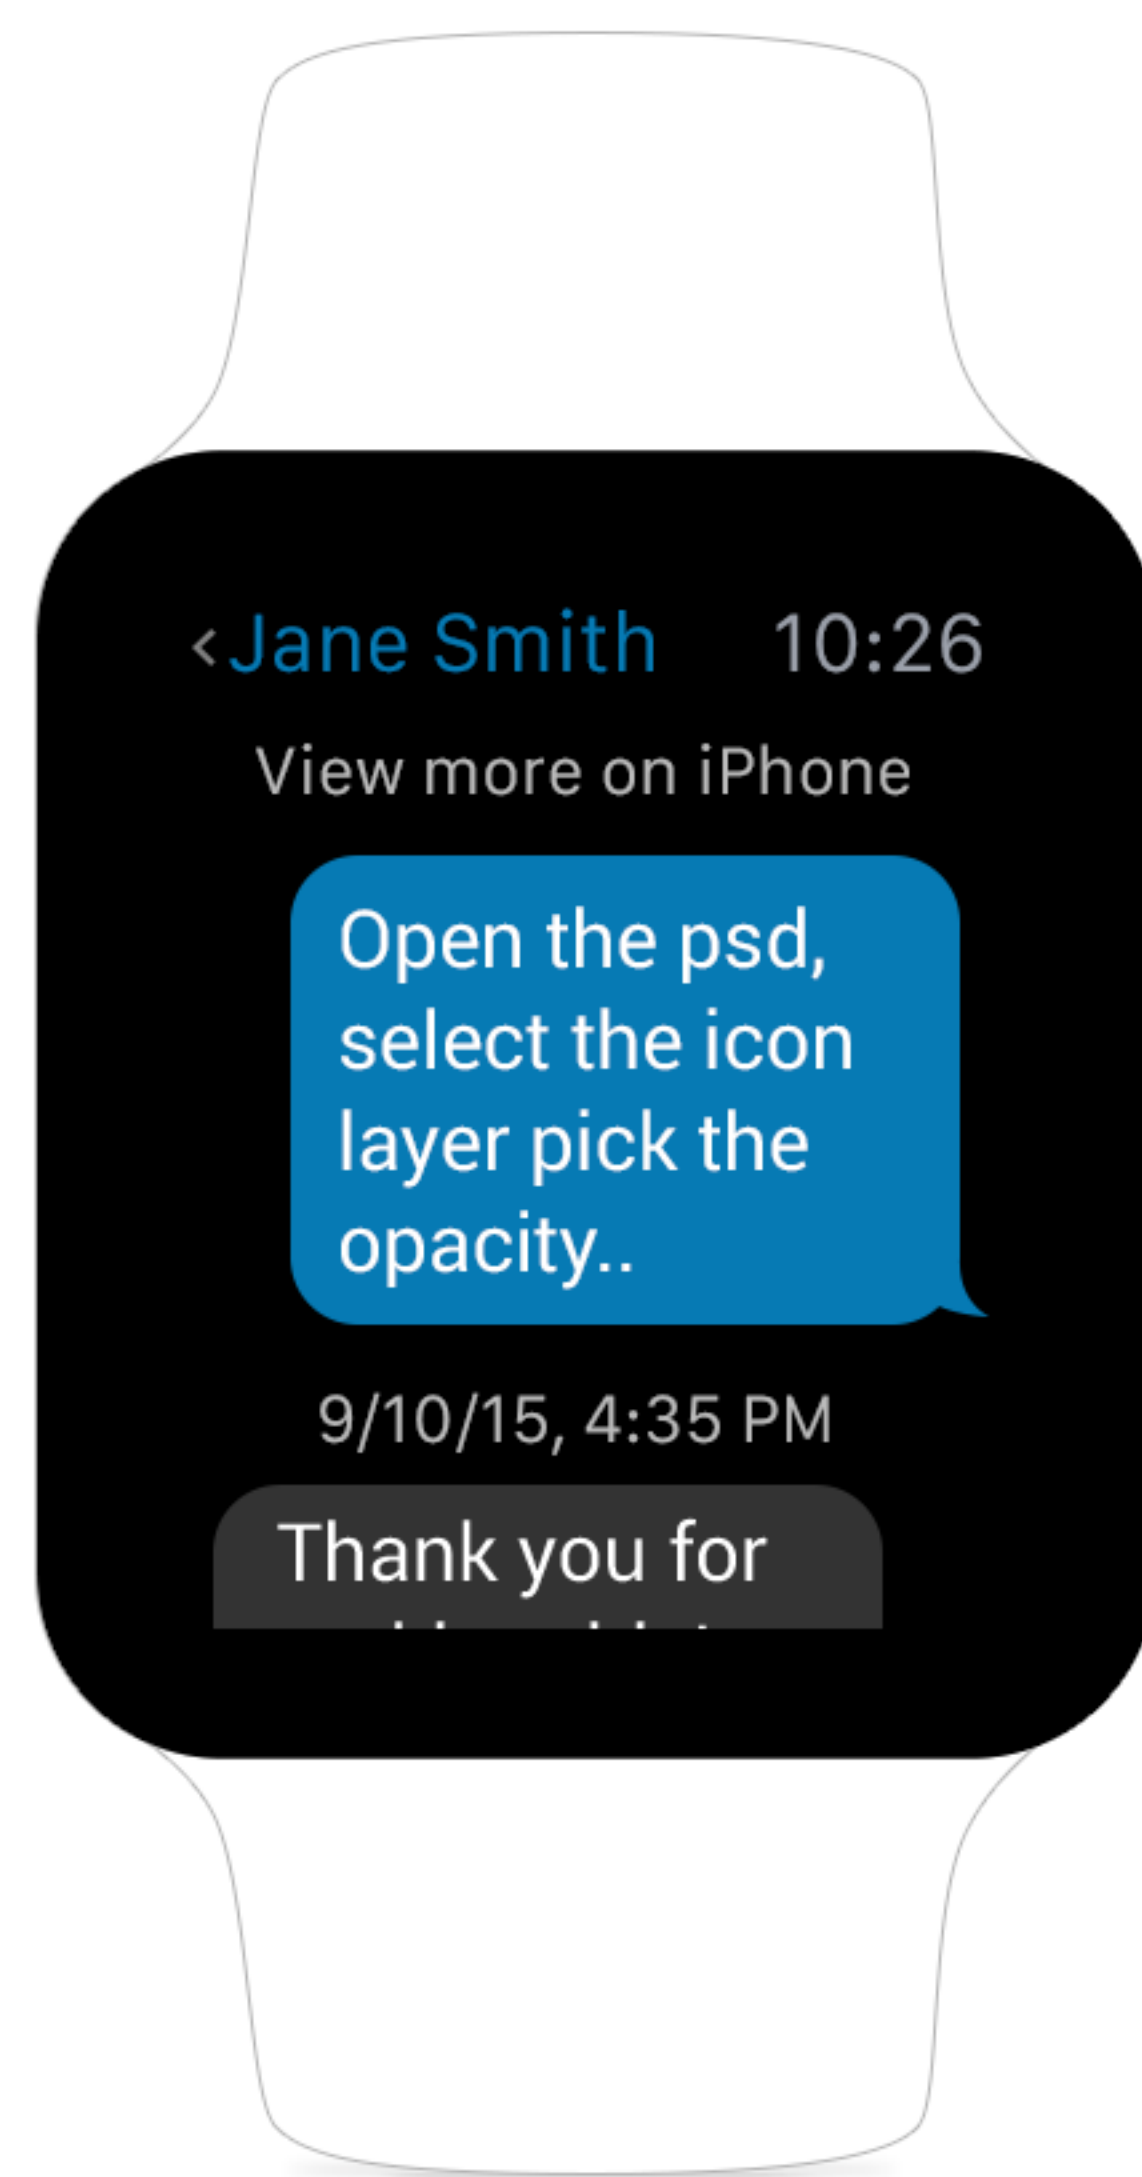 <Jane Smith 10:26
View more on iPhone
Open the psd,
select the icon
layer pick the
opacity..
9/10/15, 4:35 PM
Thank you for